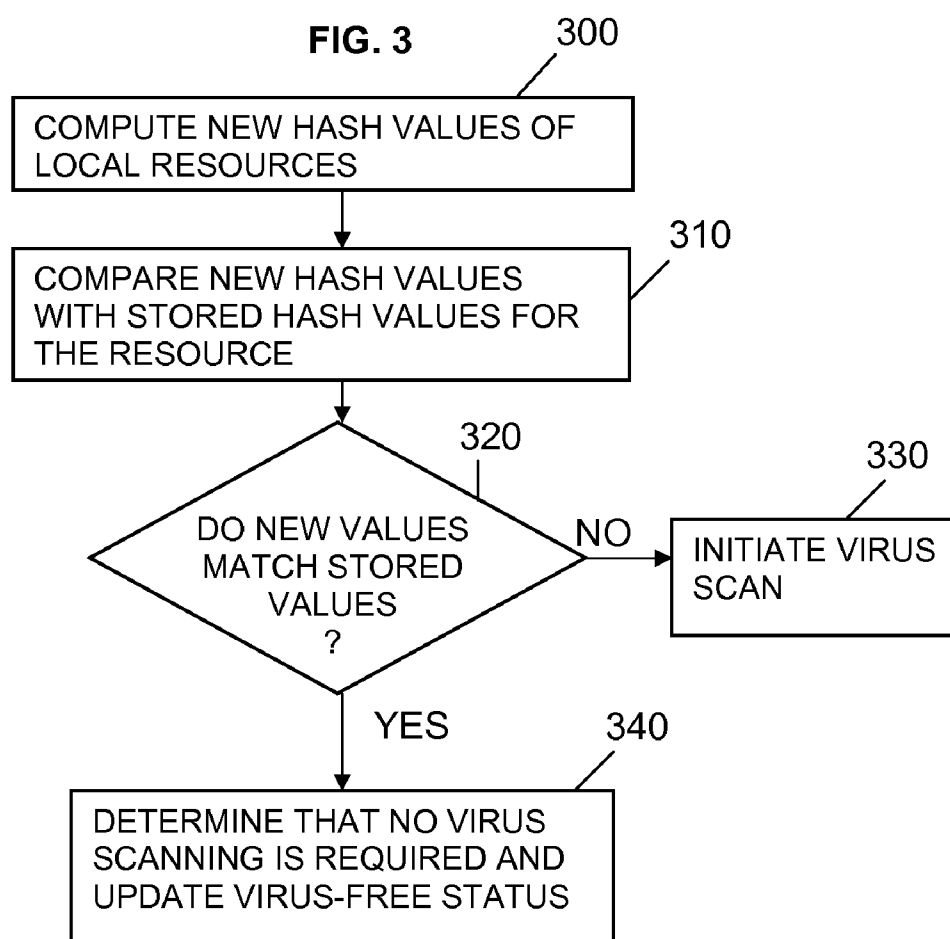 FIG. 3
300
COMPUTE NEW HASH VALUES OF
LOCAL RESOURCES
310
COMPARE NEW HASH VALUES
WITH STORED HASH VALUES FOR
THE RESOURCE
320
DO NEW VALUES
MATCH STORED
VALUES
?
NO
330
INITIATE VIRUS
SCAN
YES
340
DETERMINE THAT NO VIRUS
SCANNING IS REQUIRED AND
UPDATE VIRUS-FREE STATUS